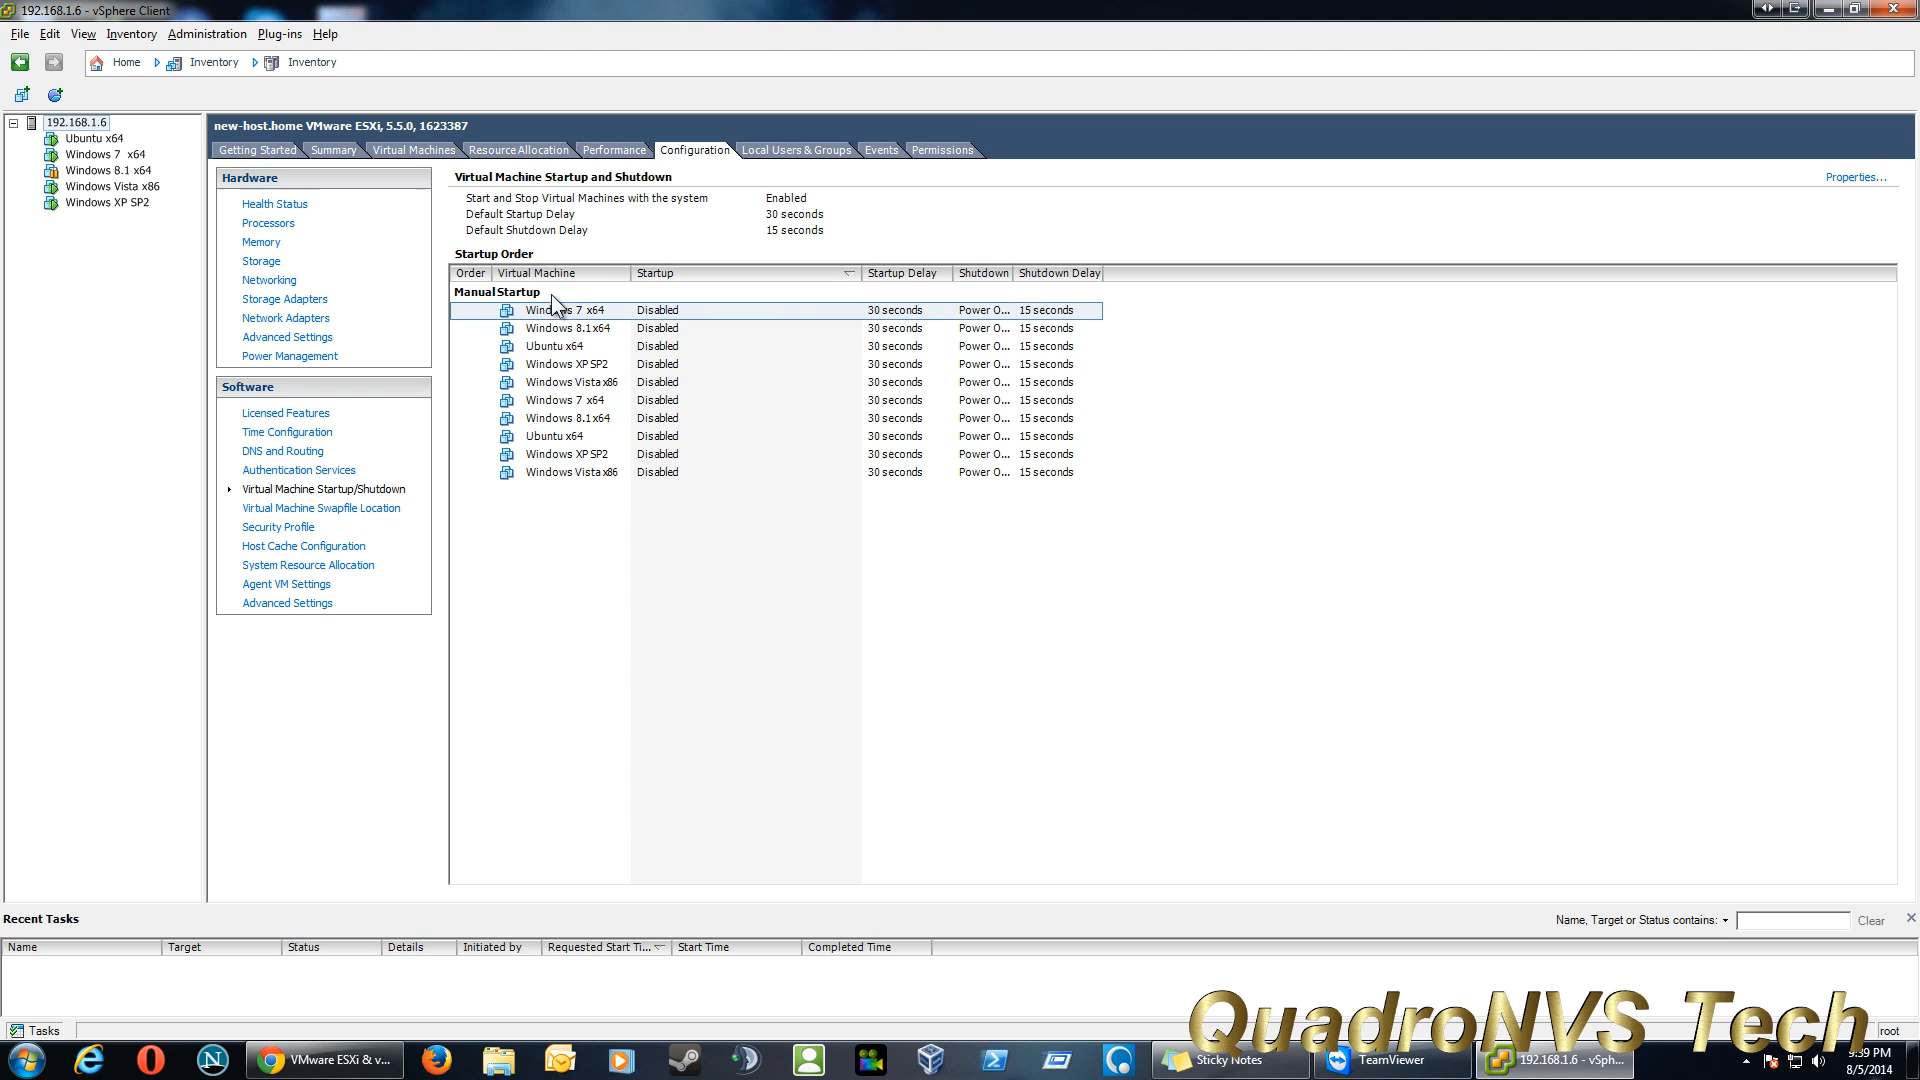 192.168.1.6 - vSphere Client
File Edit View Inventory Administration Plug-ins Help
Home Inventory Inventory
192.168.1.6
Ubuntu x64
Windows 7 x64
Windows 8.1 x64
Windows Vista x86
Windows XP SP2
new-host.home VMware ESXi, 5.5.0, 1623387
Getting Started Summary Virtual Machines Resource Allocation Performance Configuration Local Users & Groups Events Permissions
Hardware
Health Status
Processors
Memory
Storage
Networking
Storage Adapters
Network Adapters
Advanced Settings
Power Management
Software
Licensed Features
Time Configuration
DNS and Routing
Authentication Services
Virtual Machine Startup/Shutdown
Virtual Machine Swapfile Location
Security Profile
Host Cache Configuration
System Resource Allocation
Agent VM Settings
Advanced Settings
Virtual Machine Startup and Shutdown Properties...
Start and Stop Virtual Machines with the system Enabled
Default Startup Delay 30 seconds
Default Shutdown Delay 15 seconds
Startup Order
Order Virtual Machine Startup Startup Delay Shutdown Shutdown Delay
Manual Startup
Windows 7 x64 Disabled 30 seconds Power O... 15 seconds
Windows 8.1 x64 Disabled 30 seconds Power O... 15 seconds
Ubuntu x64 Disabled 30 seconds Power O... 15 seconds
Windows XP SP2 Disabled 30 seconds Power O... 15 seconds
Windows Vista x86 Disabled 30 seconds Power O... 15 seconds
Windows 7 x64 Disabled 30 seconds Power O... 15 seconds
Windows 8.1 x64 Disabled 30 seconds Power O... 15 seconds
Ubuntu x64 Disabled 30 seconds Power O... 15 seconds
Windows XP SP2 Disabled 30 seconds Power O... 15 seconds
Windows Vista x86 Disabled 30 seconds Power O... 15 seconds
Recent Tasks Name, Target or Status contains: Clear
Name Target Status Details Initiated by Requested Start Ti... Start Time Completed Time
QuadroNVS Tech
Tasks root
VMware ESXi & v... Sticky Notes TeamViewer 192.168.1.6 - vSph... 9:39 PM
8/5/2014